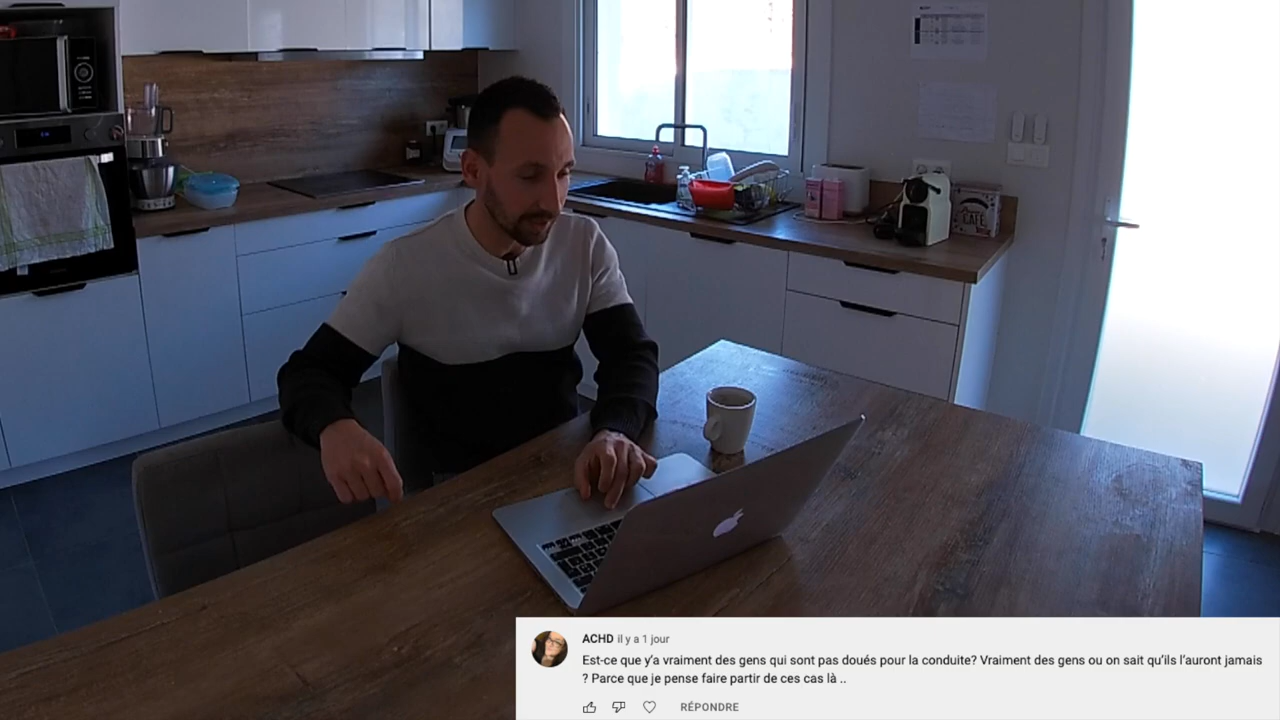 ACHD il y a 1 jour
Est-ce que y'a vraiment des gens qui sont pas doués pour la conduite? Vraiment des gens ou on sait qu'ils l'auront jamais
? Parce que je pense faire partir de ces cas là ..
RÉPONDRE
CAFÉ